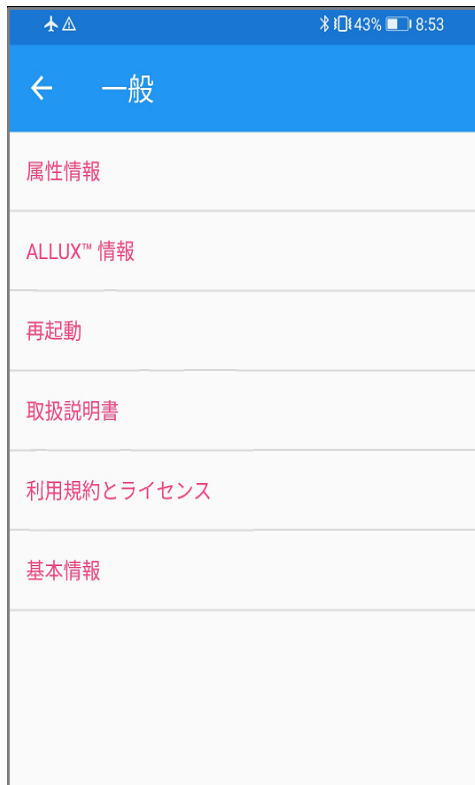 43% 8:53
一般
属性情報
ALLUX™ 情報
再起動
取扱説明書
利用規約とライセンス
基本情報